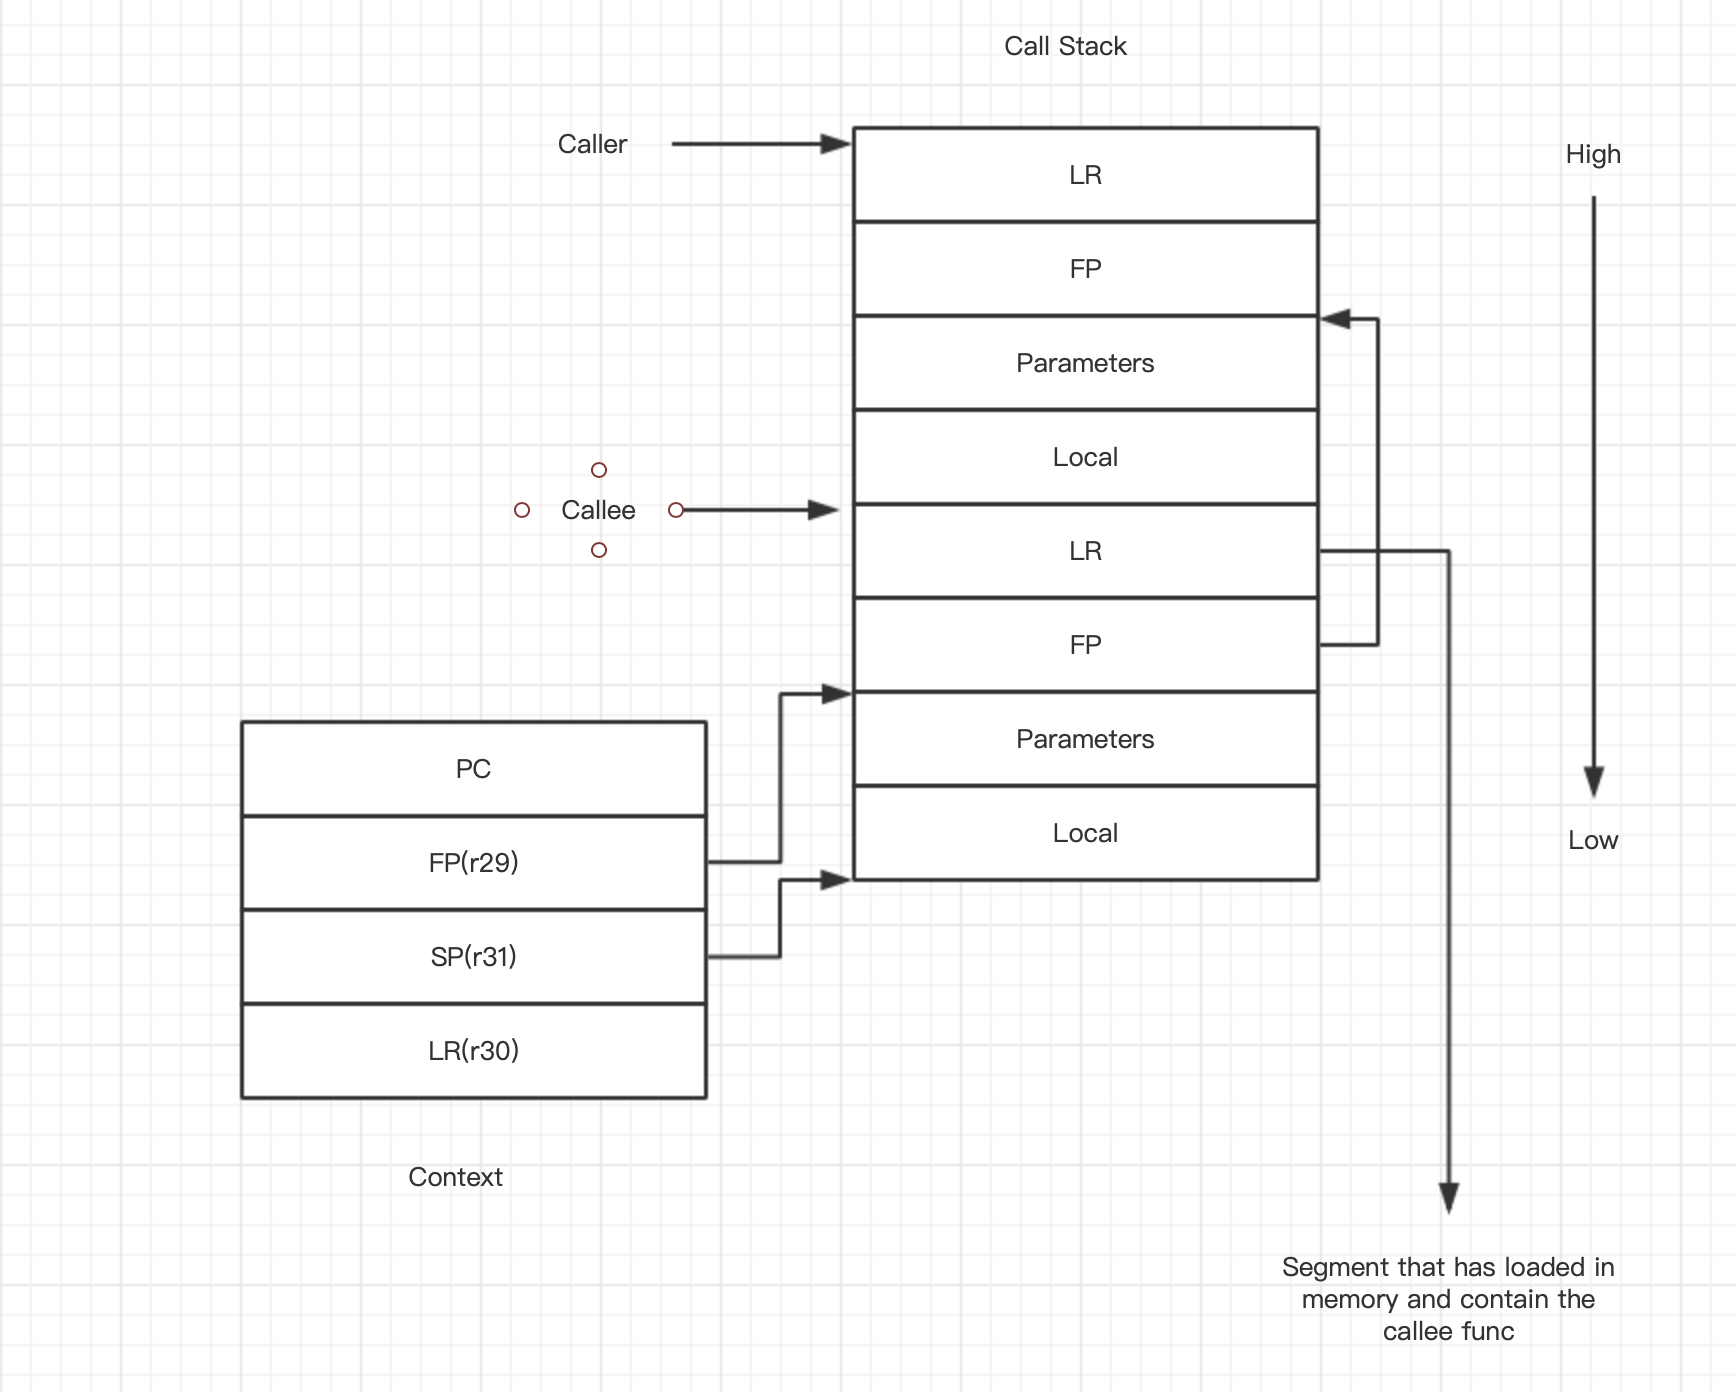 Call Stack
Caller
High
LR
FP
Parameters
Local
Callee
LR
FP
Parameters
Local
Low
PC
FP(r29)
SP(r31)
LR(r30)
Context
Segment that has loaded in
memory and contain the
callee func